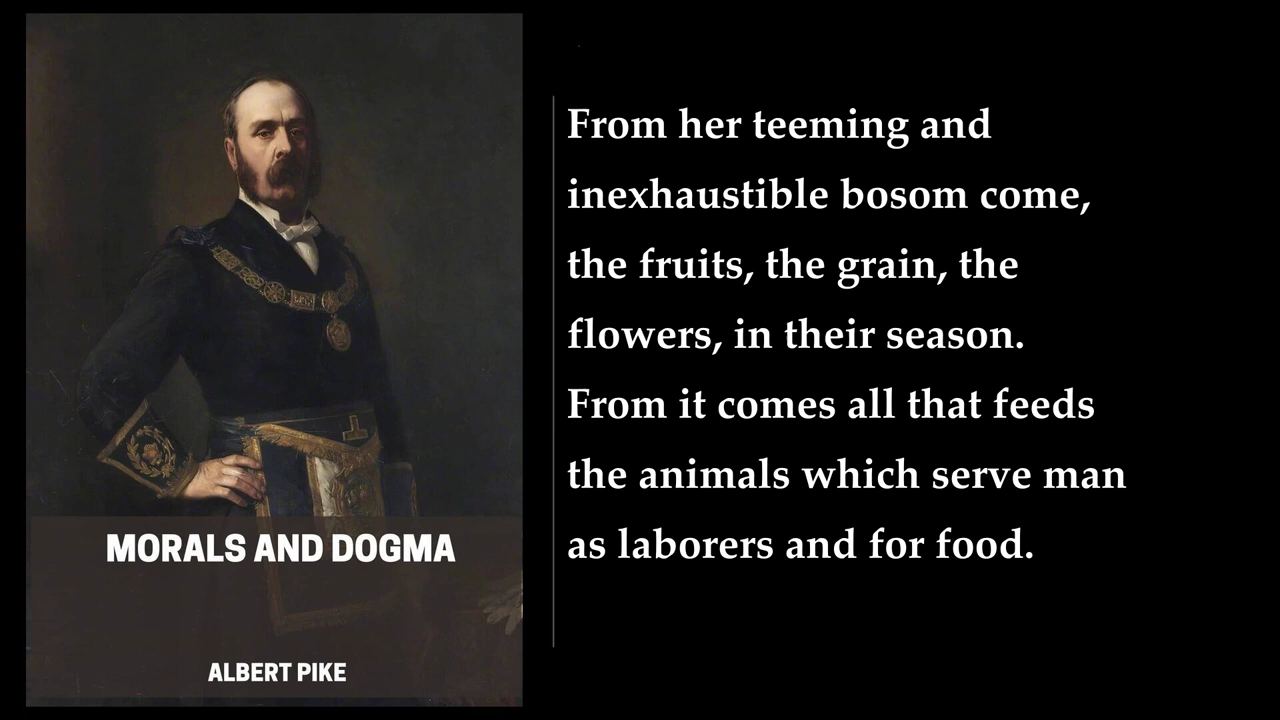 MORALS AND DOGMA
ALBERT PIKE
From her teeming and
inexhaustible bosom come,
the fruits, the grain, the
flowers, in their season.
From it comes all that feeds
the animals which serve man
as laborers and for food.